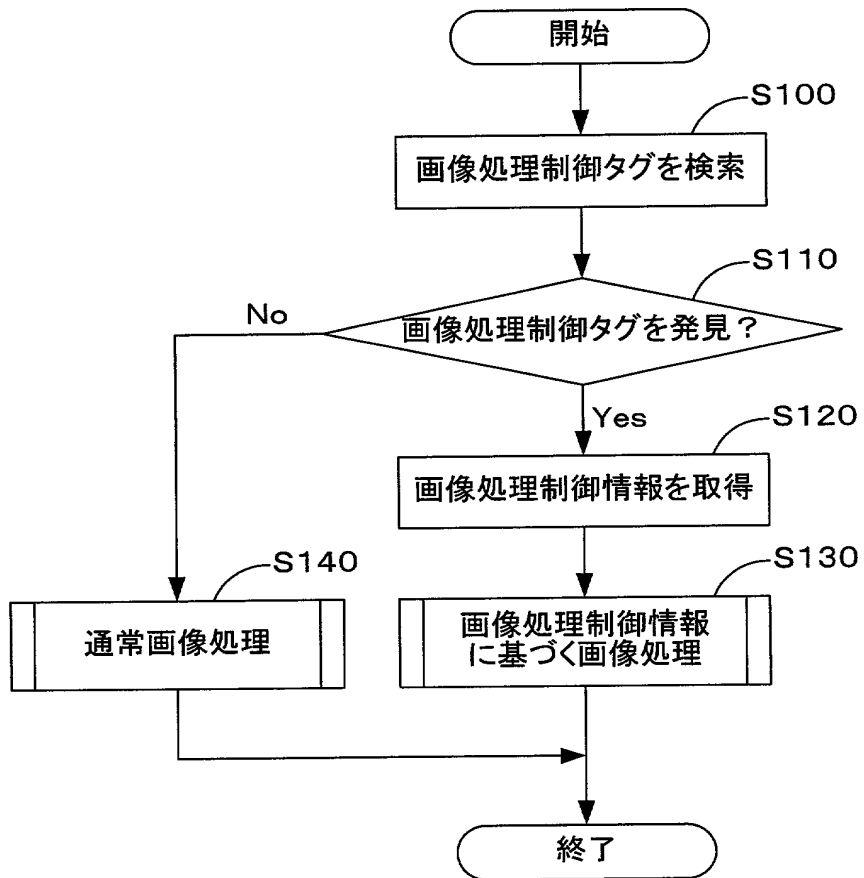 開始
S100
画像処理制御タグを検索
S110
画像処理制御タグを発見？
No
Yes
S120
画像処理制御情報を取得
S140
通常画像処理
S130
画像処理制御情報
に基づく画像処理
終了